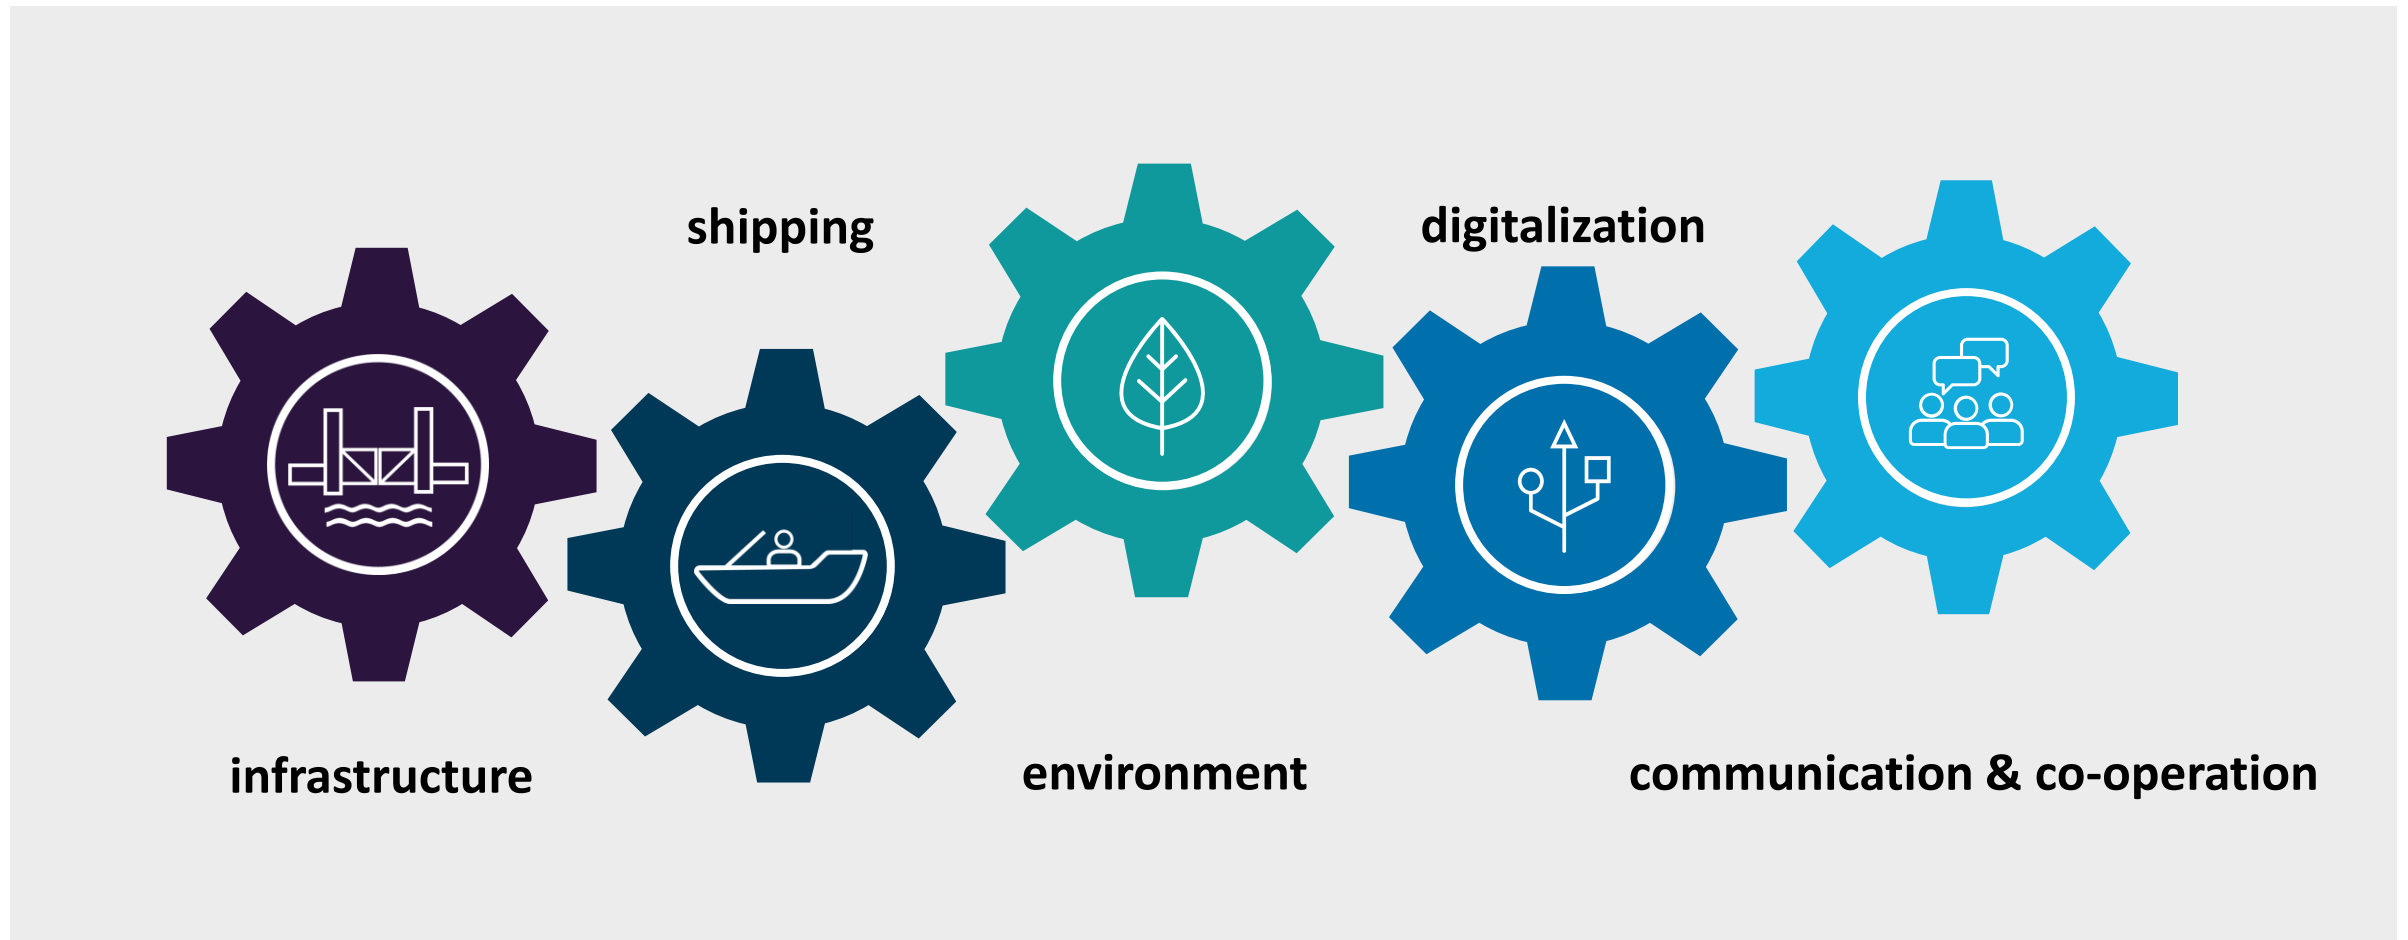 shipping
digitalization
infrastructure
environment
communication & co-operation